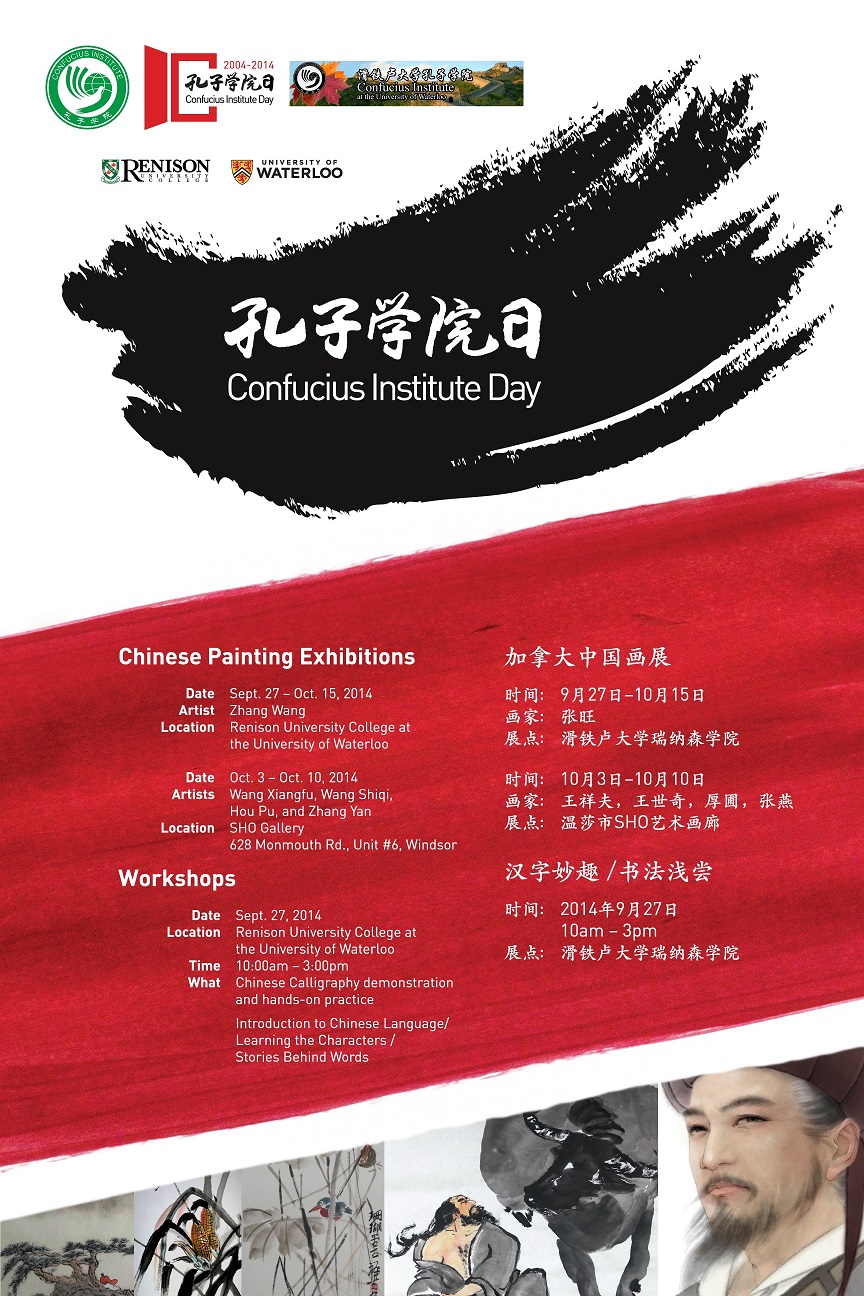 CONFUCIUS INSTITUTE
孔子学院
2004-2014
孔子学院日
Confucius Institute Day
滑铁卢大学孔子学院
Confucius Institute
at the University of Waterloo
RENISON
UNIVERSITY
COLLEGE
UNIVERSITY OF
WATERLOO
孔子学院日
Confucius Institute Day
Chinese Painting Exhibitions
Date Sept. 27 – Oct. 15, 2014
Artist Zhang Wang
Location Renison University College at
the University of Waterloo
Date Oct. 3 – Oct. 10, 2014
Artists Wang Xiangfu, Wang Shiqi,
Hou Pu, and Zhang Yan
Location SHO Gallery
628 Monmouth Rd., Unit #6, Windsor
Workshops
Date Sept. 27, 2014
Location Renison University College at
the University of Waterloo
Time 10:00am – 3:00pm
What Chinese Calligraphy demonstration
and hands-on practice
Introduction to Chinese Language/
Learning the Characters /
Stories Behind Words
加拿大中国画展
时间: 9月27日–10月15日
画家: 张旺
展点: 滑铁卢大学瑞纳森学院
时间: 10月3日–10月10日
画家: 王祥夫，王世奇，厚圃，张燕
展点: 温莎市SHO艺术画廊
汉字妙趣 /书法浅尝
时间: 2014年9月27日
10am – 3pm
展点: 滑铁卢大学瑞纳森学院